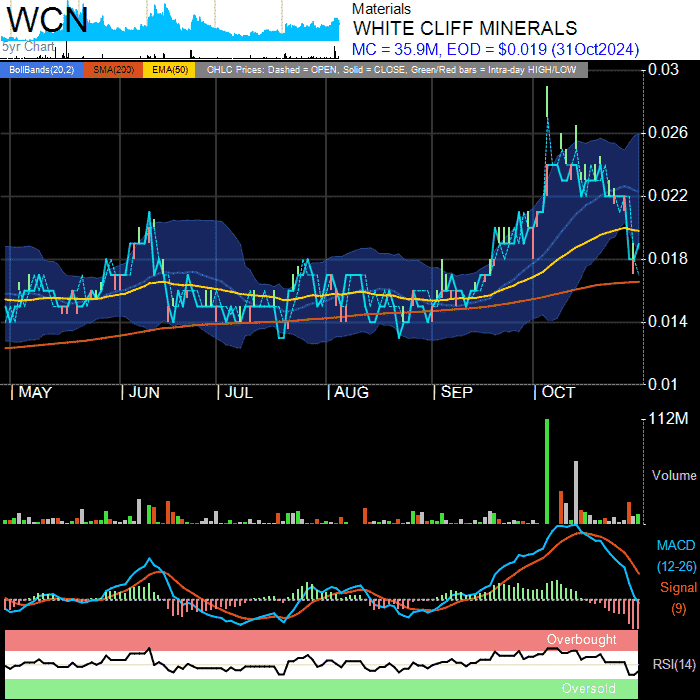 WCN
5yr Chart
Materials
WHITE CLIFF MINERALS
MC = 35.9M, EOD = $0.019 (31Oct2024)
BollBands(20,2) SMA(200) EMA(50) OHLC Prices: Dashed = OPEN, Solid = CLOSE, Green/Red bars = Intra-day HIGH/LOW
0.03
0.026
0.022
0.018
0.014
0.01
MAY JUN JUL AUG SEP OCT
112M
Volume
MACD
(12-26)
Signal
(9)
Overbought
RSI(14)
Oversold